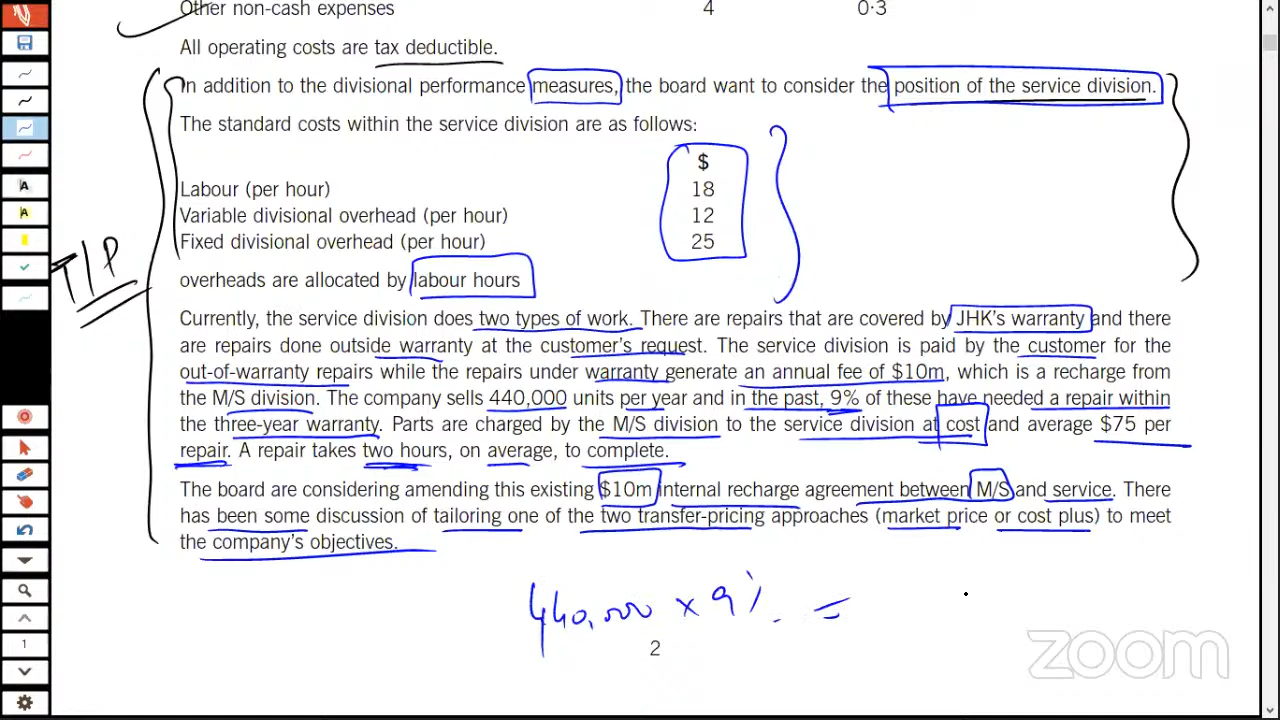 Other non-cash expenses 4 0·3
All operating costs are tax deductible.
In addition to the divisional performance measures, the board want to consider the position of the service division.
The standard costs within the service division are as follows:
$
Labour (per hour) 18
Variable divisional overhead (per hour) 12
Fixed divisional overhead (per hour) 25
TIP
overheads are allocated by labour hours
Currently, the service division does two types of work. There are repairs that are covered by JHK's warranty and there
are repairs done outside warranty at the customer's request. The service division is paid by the customer for the
out-of-warranty repairs while the repairs under warranty generate an annual fee of $10m, which is a recharge from
the M/S division. The company sells 440,000 units per year and in the past, 9% of these have needed a repair within
the three-year warranty. Parts are charged by the M/S division to the service division at cost and average $75 per
repair. A repair takes two hours, on average, to complete.
The board are considering amending this existing $10m internal recharge agreement between M/S and service. There
has been some discussion of tailoring one of the two transfer-pricing approaches (market price or cost plus) to meet
the company's objectives.
440,000 × 9% =
2
zoom
A
A
1